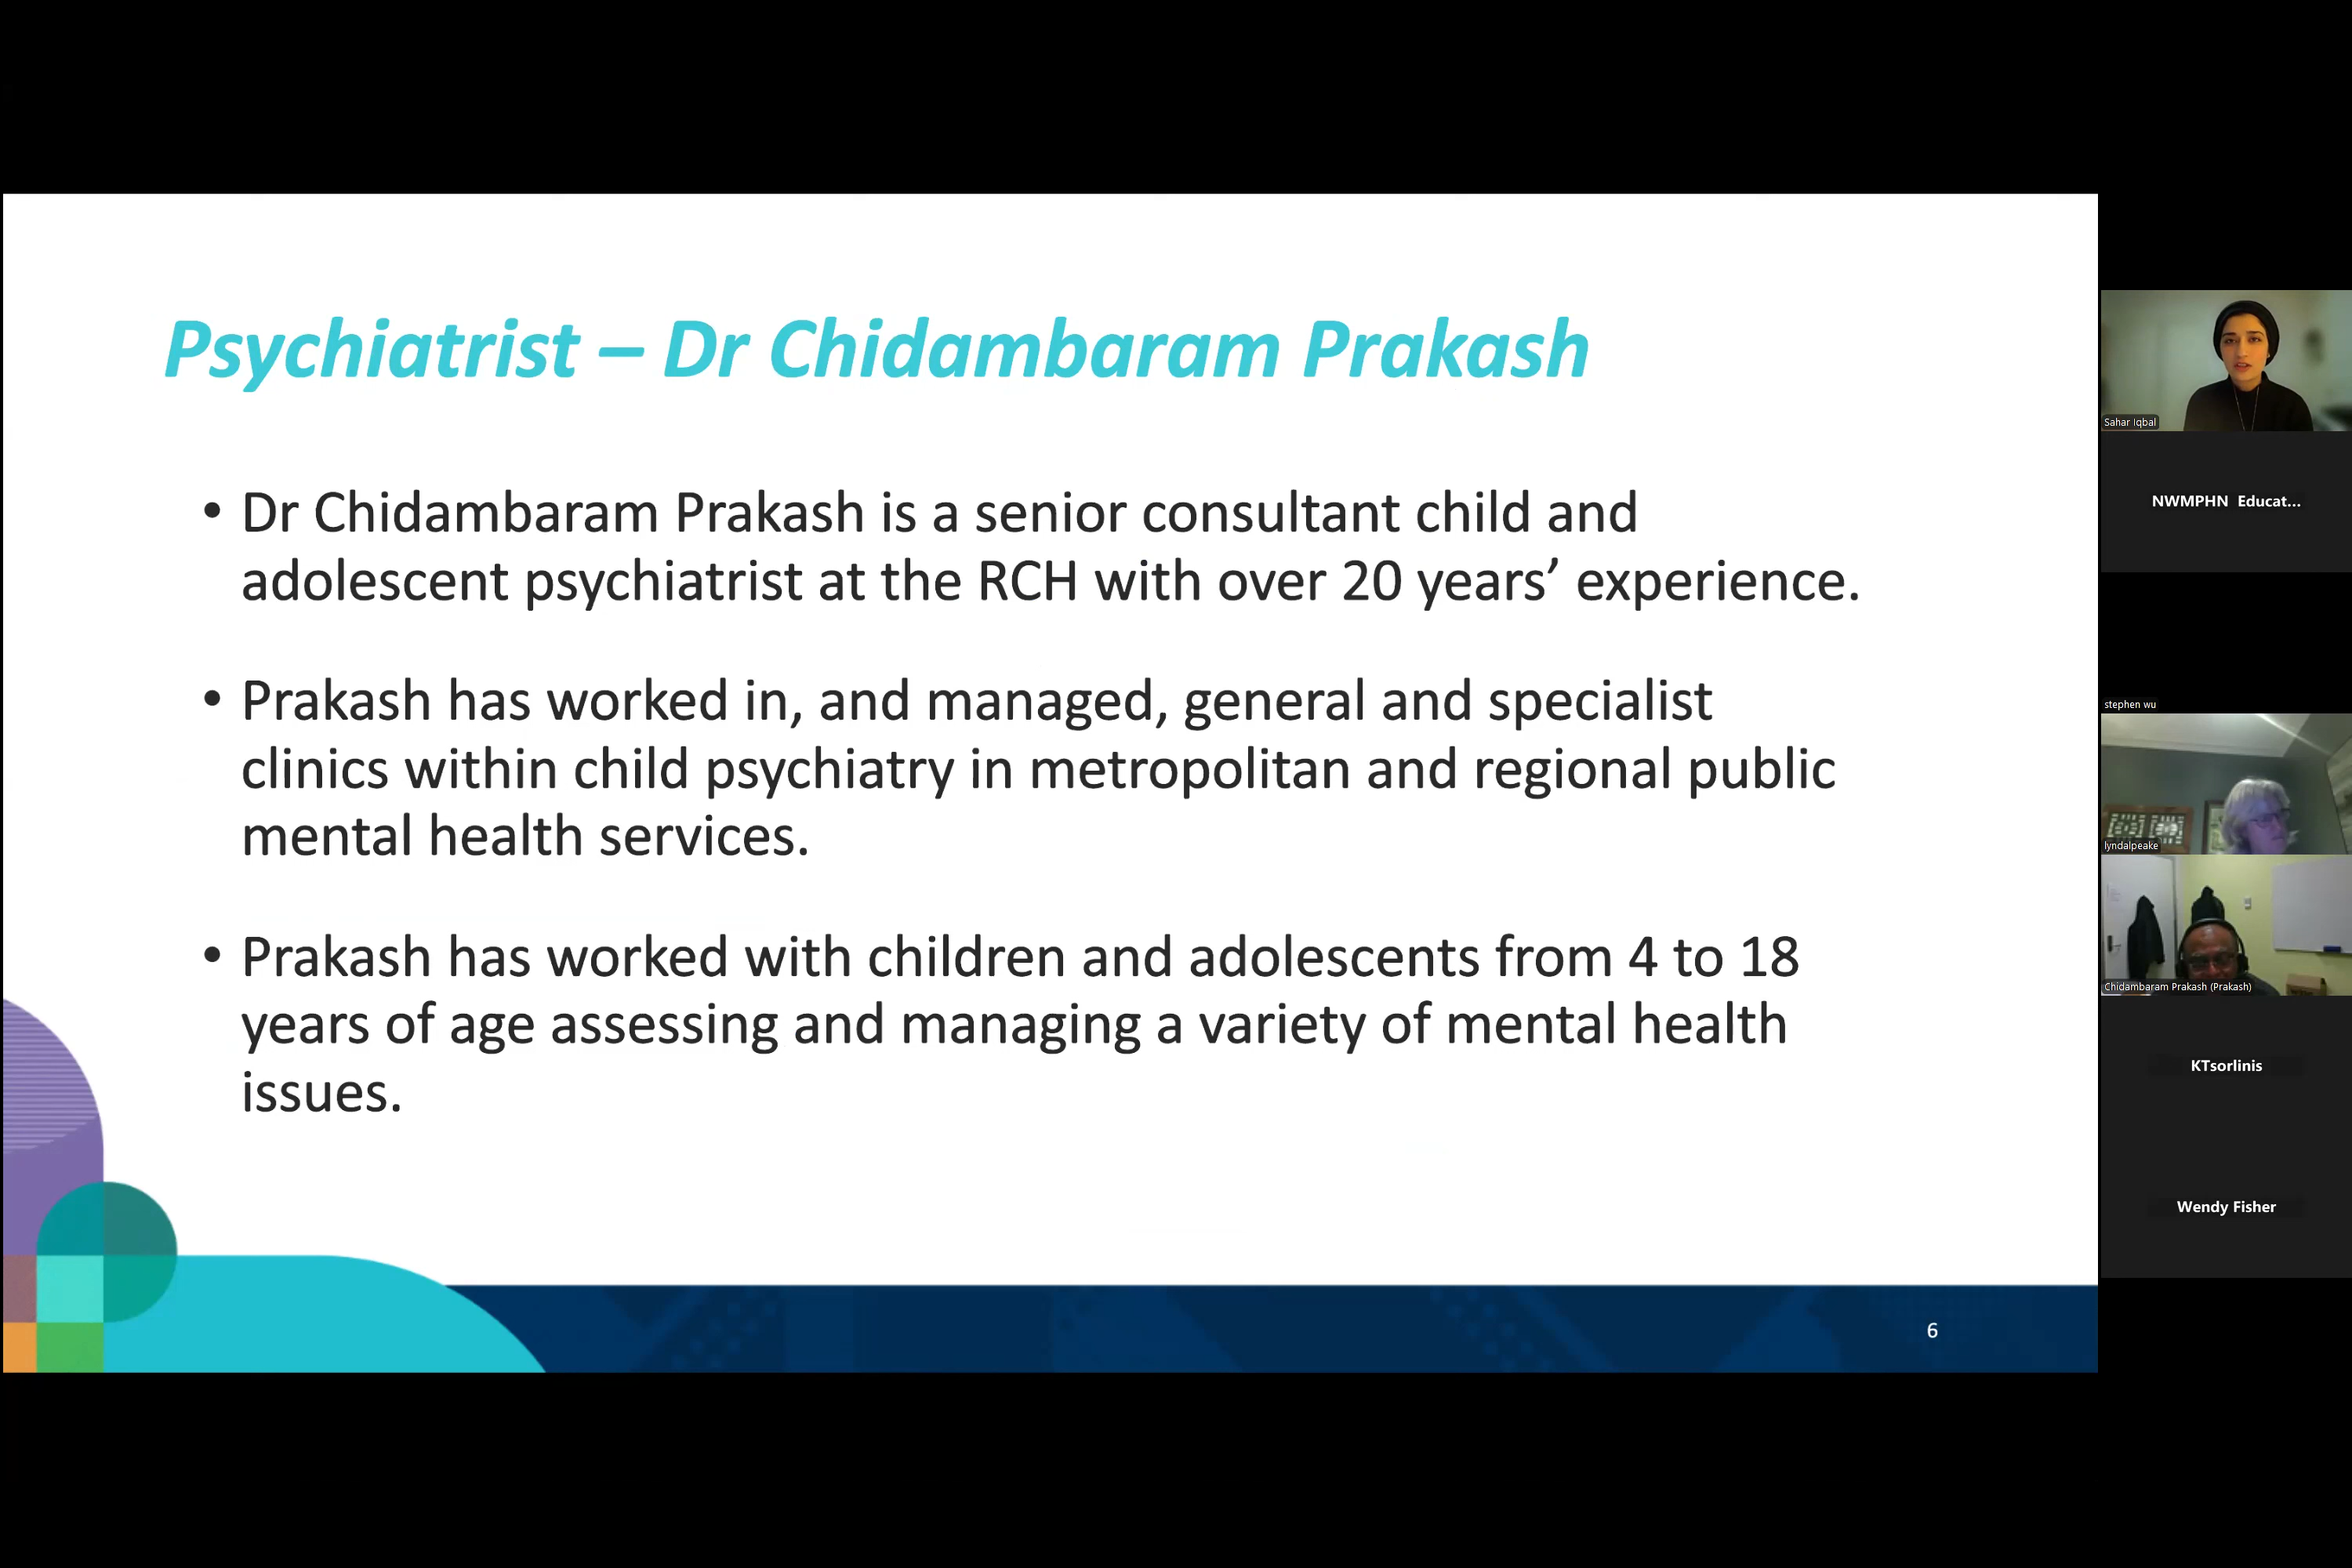 Psychiatrist – Dr Chidambaram Prakash
• Dr Chidambaram Prakash is a senior consultant child and
adolescent psychiatrist at the RCH with over 20 years’ experience.
• Prakash has worked in, and managed, general and specialist
clinics within child psychiatry in metropolitan and regional public
mental health services.
• Prakash has worked with children and adolescents from 4 to 18
years of age assessing and managing a variety of mental health
issues.
6
Sahar Iqbal
NWMPHN Educat...
stephen wu
lyndalpeake
Chidambaram Prakash (Prakash)
KTsorlinis
Wendy Fisher